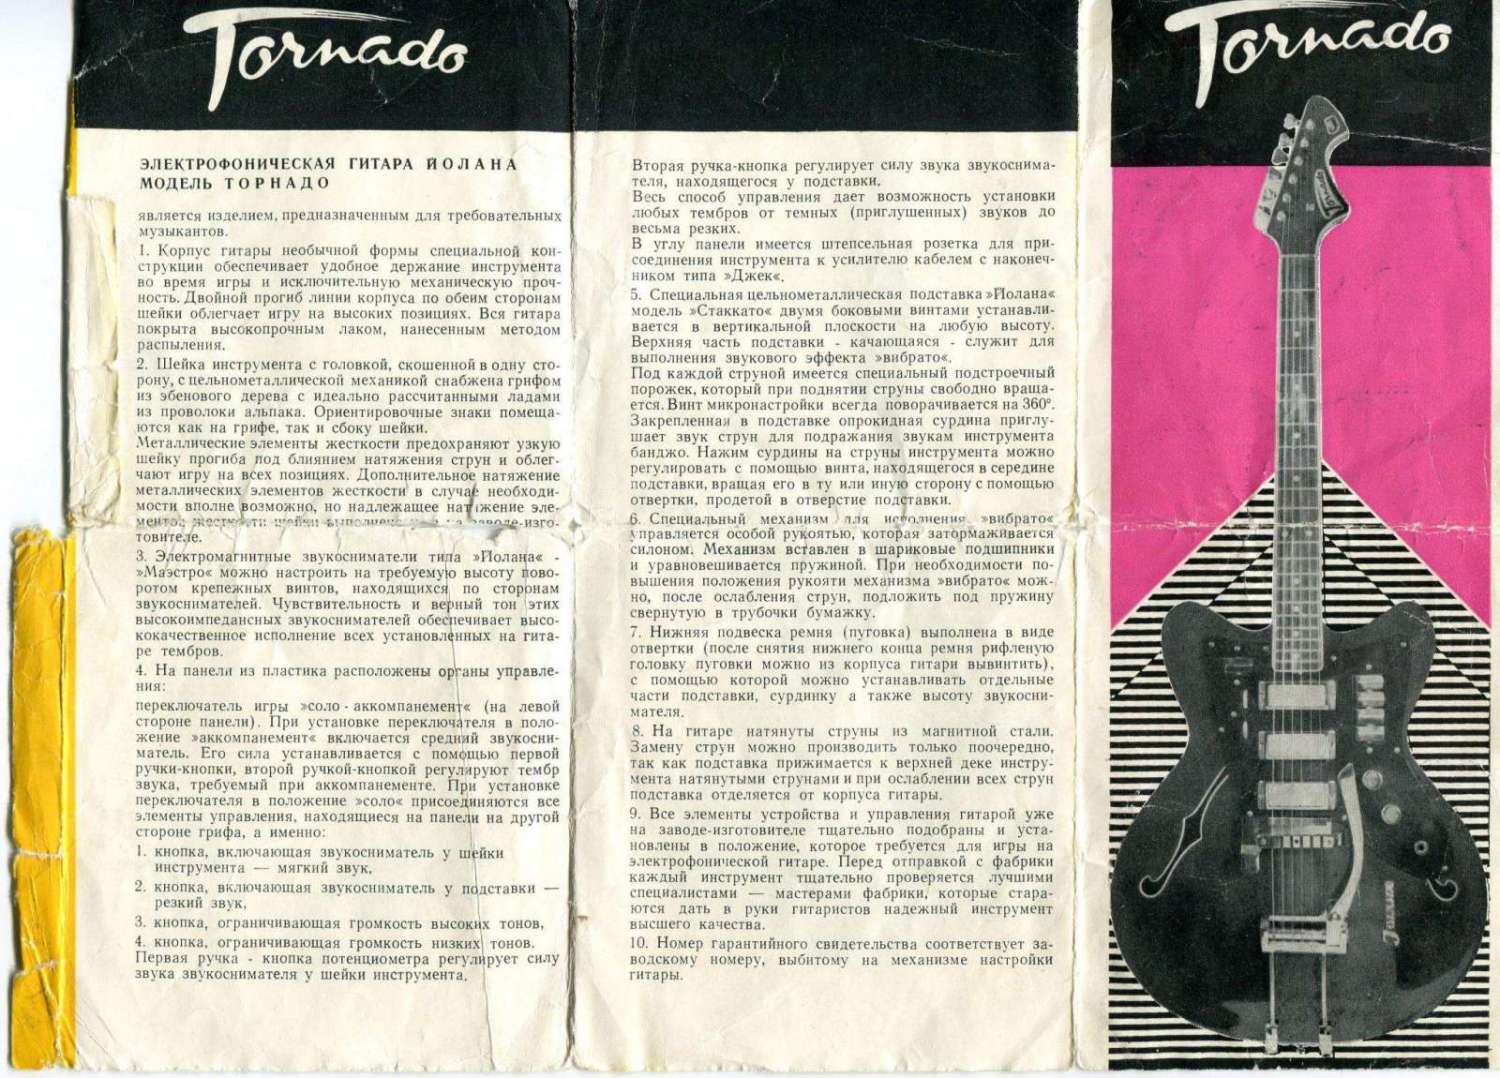 Tornado
ЭЛЕКТРОФОНИЧЕСКАЯ ГИТАРА ЙОЛАНА
МОДЕЛЬ ТОРНАДО
является изделием, предназначенным для требовательных
музыкантов.
1. Корпус гитары необычной формы специальной кон-
струкции обеспечивает удобное держание инструмента
во время игры и исключительную механическую проч-
ность. Двойной прогиб линии корпуса по обеим сторонам
шейки облегчает игру на высоких позициях. Вся гитара
покрыта высокопрочным лаком, нанесенным методом
распыления.
2. Шейка инструмента с головкой, скошенной в одну сто-
рону, с цельнометаллической механикой снабжена грифом
из эбенового дерева с идеально рассчитанными ладами
из проволоки альпака. Ориентировочные знаки помеща-
ются как на грифе, так и сбоку шейки.
Металлические элементы жесткости предохраняют узкую
шейку прогиба под блиянием натяжения струн и облег-
чают игру на всех позициях. Дополнительное натяжение
металлических элементов жесткости в случае необходи-
мости вполне возможно, но надлежащее натяжение эле-
ментов жесткости шейки выполнено на заводе-изго-
товителе.
3. Электромагнитные звукосниматели типа »Йолана« -
»Маэстро« можно настроить на требуемую высоту пово-
ротом крепежных винтов, находящихся по сторонам
звукоснимателей. Чувствительность и верный тон этих
высокоимпедансных звукоснимателей обеспечивает высо-
кокачественное исполнение всех установленных на гита-
ре тембров.
4. На панели из пластика расположены органы управле-
ния:
переключатель игры »соло - аккомпанемент« (на левой
стороне панели). При установке переключателя в поло-
жение »аккомпанемент« включается средний звукосни-
матель. Его сила устанавливается с помощью первой
ручки-кнопки, второй ручкой-кнопкой регулируют тембр
звука, требуемый при аккомпанементе. При установке
переключателя в положение »соло« присоединяются все
элементы управления, находящиеся на панели на другой
стороне грифа, а именно:
1. кнопка, включающая звукосниматель у шейки
инструмента — мягкий звук,
2. кнопка, включающая звукосниматель у подставки —
резкий звук,
3. кнопка, ограничивающая громкость высоких тонов,
4. кнопка, ограничивающая громкость низких тонов.
Первая ручка - кнопка потенциометра регулирует силу
звука звукоснимателя у шейки инструмента.
Вторая ручка-кнопка регулирует силу звука звукоснима-
теля, находящегося у подставки.
Весь способ управления дает возможность установки
любых тембров от темных (приглушенных) звуков до
весьма резких.
В углу панели имеется штепсельная розетка для при-
соединения инструмента к усилителю кабелем с наконеч-
ником типа »Джек«.
5. Специальная цельнометаллическая подставка »Йолана«
модель »Стаккато« двумя боковыми винтами устанавли-
вается в вертикальной плоскости на любую высоту.
Верхняя часть подставки - качающаяся - служит для
выполнения звукового эффекта »вибрато«.
Под каждой струной имеется специальный подстроечный
порожек, который при поднятии струны свободно враща-
ется. Винт микронастройки всегда поворачивается на 360°.
Закрепленная в подставке опрокидная сурдина приглу-
шает звук струн для подражания звукам инструмента
банджо. Нажим сурдины на струны инструмента можно
регулировать с помощью винта, находящегося в середине
подставки, вращая его в ту или иную сторону с помощью
отвертки, продетой в отверстие подставки.
6. Специальный механизм для исполнения »вибрато«
управляется особой рукоятью, которая затормаживается
силоном. Механизм вставлен в шариковые подшипники
и уравновешивается пружиной. При необходимости по-
вышения положения рукояти механизма »вибрато« мож-
но, после ослабления струн, подложить под пружину
свернутую в трубочки бумажку.
7. Нижняя подвеска ремня (пуговка) выполнена в виде
отвертки (после снятия нижнего конца ремня рифленую
головку пуговки можно из корпуса гитари вывинтить),
с помощью которой можно устанавливать отдельные
части подставки, сурдинку а также высоту звукосни-
мателя.
8. На гитаре натянуты струны из магнитной стали.
Замену струн можно производить только поочередно,
так как подставка прижимается к верхней деке инстру-
мента натянутыми струнами и при ослаблении всех струн
подставка отделяется от корпуса гитары.
9. Все элементы устройства и управления гитарой уже
на заводе-изготовителе тщательно подобраны и уста-
новлены в положение, которое требуется для игры на
электрофонической гитаре. Перед отправкой с фабрики
каждый инструмент тщательно проверяется лучшими
специалистами — мастерами фабрики, которые стара-
ются дать в руки гитаристов надежный инструмент
высшего качества.
10. Номер гарантийного свидетельства соответствует за-
водскому номеру, выбитому на механизме настройки
гитары.
Tornado
Tornado
Jolana